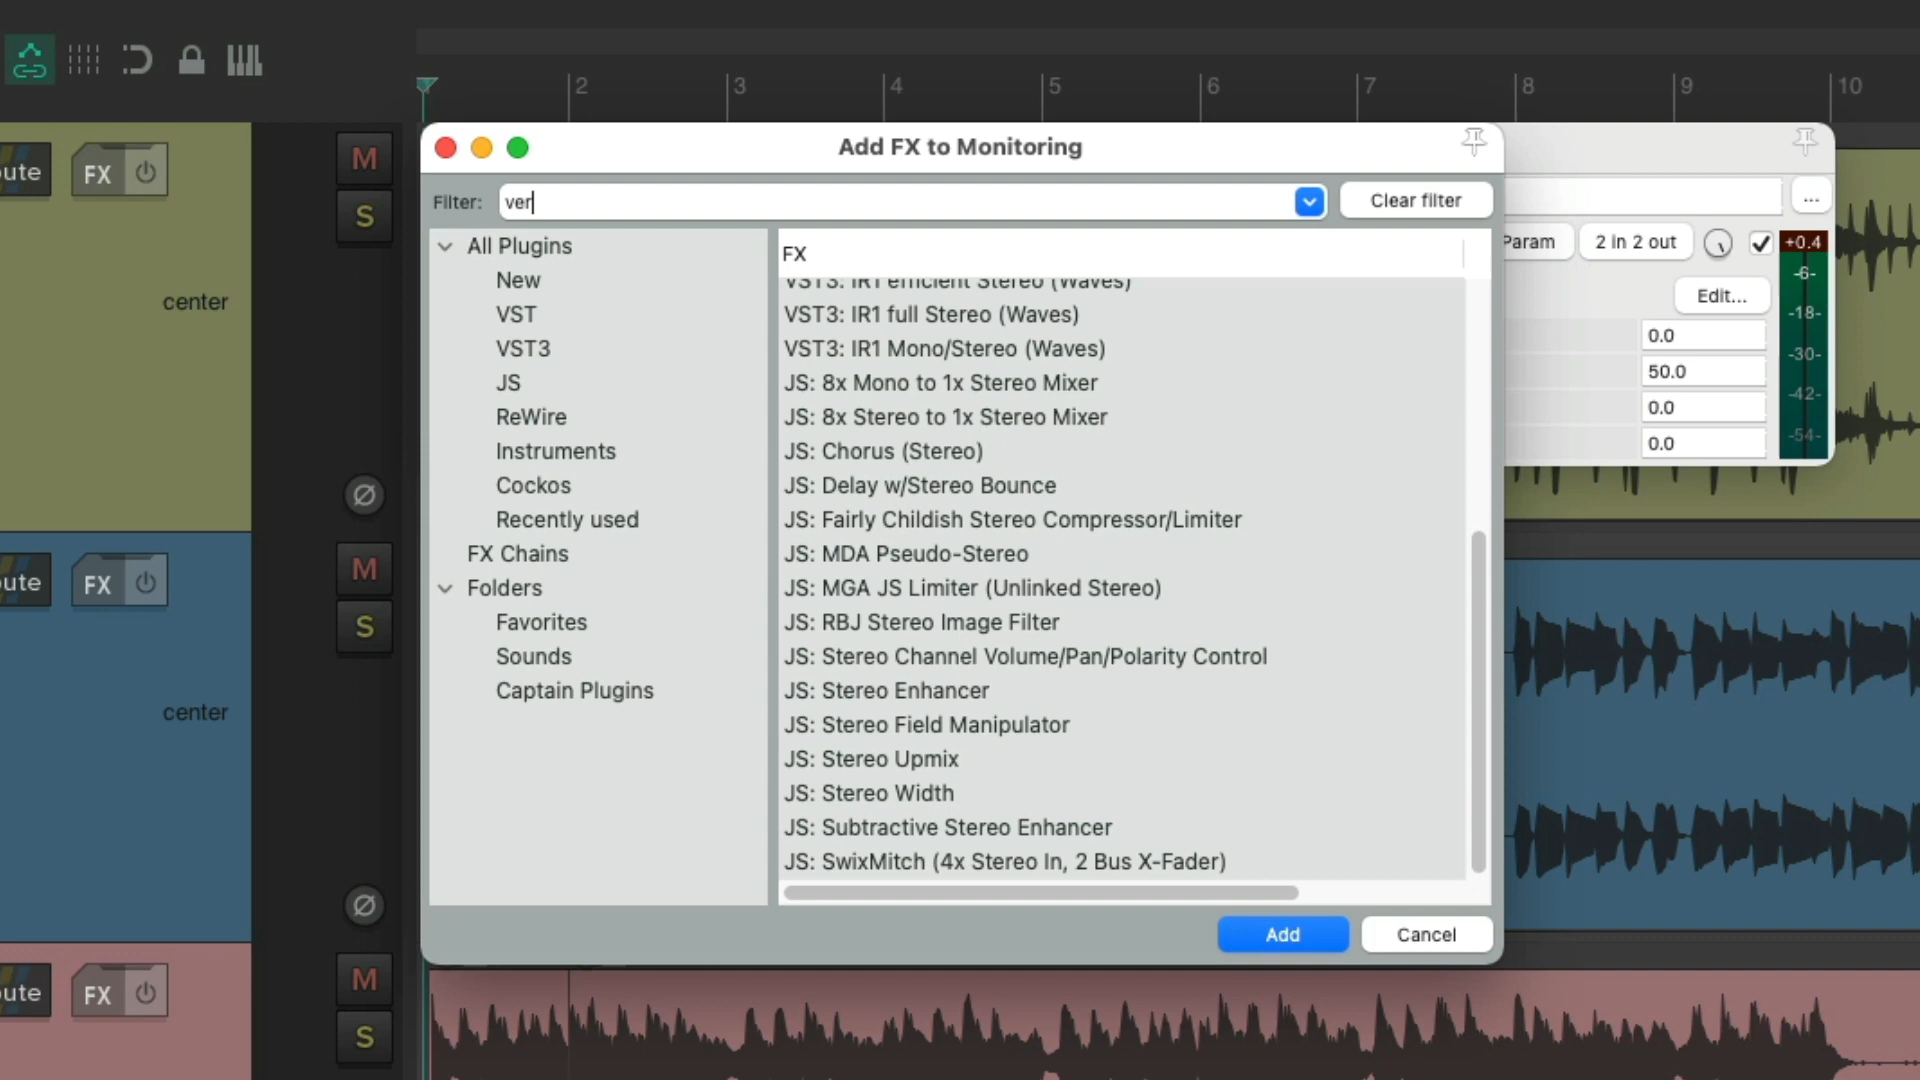 2
3
4
5
6
7
8
9
10
ute
FX
M
S
center
Add FX to Monitoring
Filter:
ver
Clear filter
All Plugins
New
VST
VST3
JS
ReWire
Instruments
Cockos
Recently used
FX Chains
Folders
Favorites
Sounds
Captain Plugins
FX
VST3: IR1 efficient Stereo (Waves)
VST3: IR1 full Stereo (Waves)
VST3: IR1 Mono/Stereo (Waves)
JS: 8x Mono to 1x Stereo Mixer
JS: 8x Stereo to 1x Stereo Mixer
JS: Chorus (Stereo)
JS: Delay w/Stereo Bounce
JS: Fairly Childish Stereo Compressor/Limiter
JS: MDA Pseudo-Stereo
JS: MGA JS Limiter (Unlinked Stereo)
JS: RBJ Stereo Image Filter
JS: Stereo Channel Volume/Pan/Polarity Control
JS: Stereo Enhancer
JS: Stereo Field Manipulator
JS: Stereo Upmix
JS: Stereo Width
JS: Subtractive Stereo Enhancer
JS: SwixMitch (4x Stereo In, 2 Bus X-Fader)
Add
Cancel
...
Param
2 in 2 out
+0.4
-6-
-18-
-30-
-42-
-54-
Edit...
0.0
50.0
0.0
0.0
ute
FX
M
S
center
ute
FX
M
S